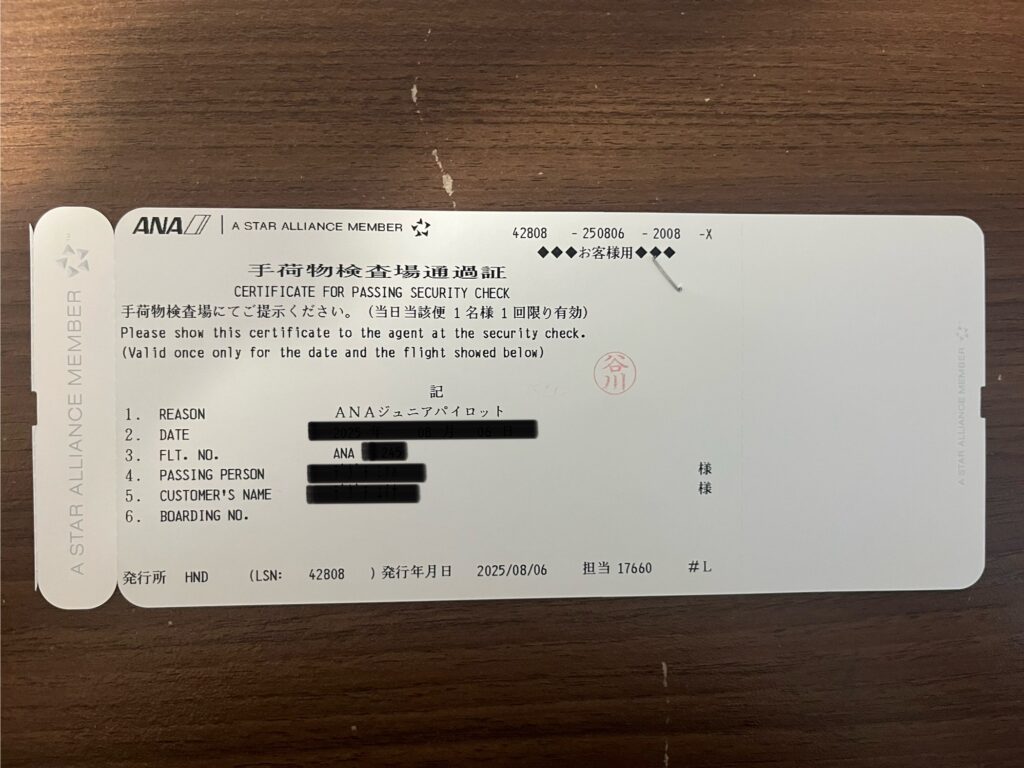 A STAR ALLIANCE MEMBER
ANA A STAR ALLIANCE MEMBER
42808 - 250806 - 2008 -X
◆◆◆お客様用◆◆◆
手荷物検査場通過証
CERTIFICATE FOR PASSING SECURITY CHECK
手荷物検査場にてご提示ください。（当日当該便１名様１回限り有効）
Please show this certificate to the agent at the security check.
(Valid once only for the date and the flight showed below)
谷川
記
1. REASON ＡＮＡジュニアパイロット
2. DATE
3. FLT. NO. ANA
4. PASSING PERSON 様
5. CUSTOMER'S NAME 様
6. BOARDING NO.
発行所 HND (LSN: 42808 ) 発行年月日 2025/08/06 担当 17660 #L
A STAR ALLIANCE MEMBER